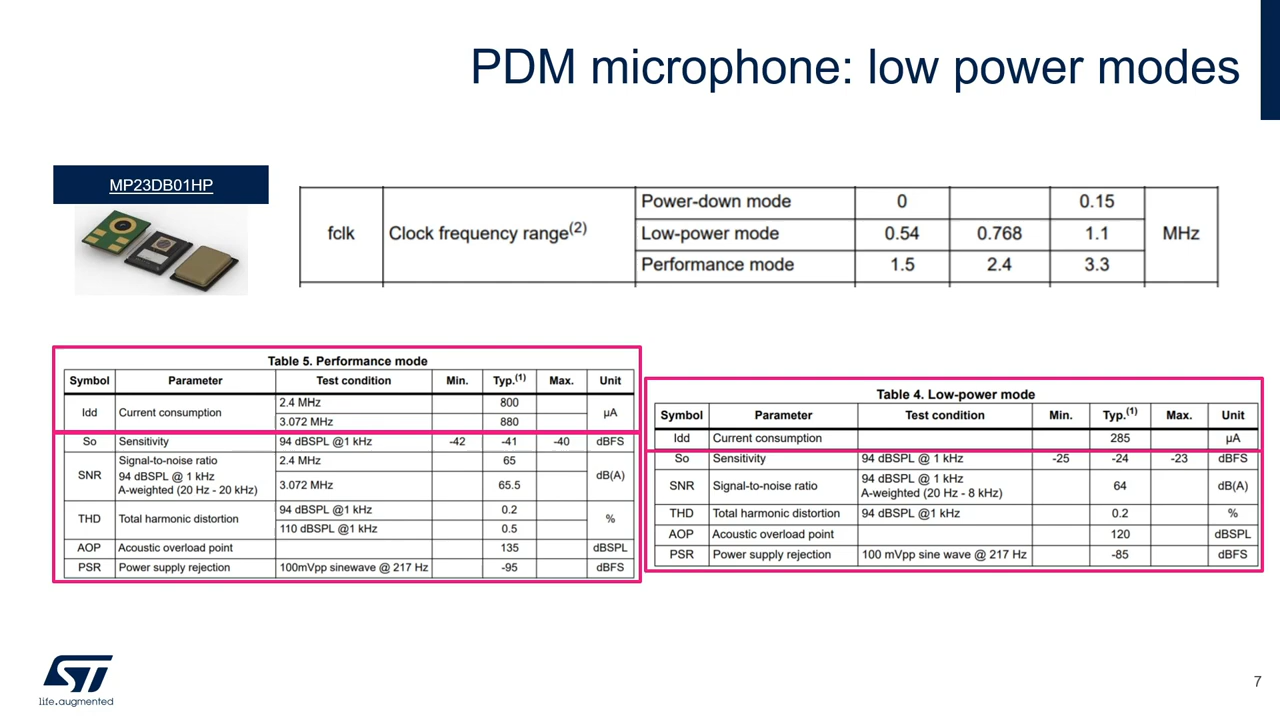 PDM microphone: low power modes
MP23DB01HP
fclk Clock frequency range(2) Power-down mode 0 0.15 MHz
Low-power mode 0.54 0.768 1.1
Performance mode 1.5 2.4 3.3
Table 5. Performance mode
Symbol Parameter Test condition Min. Typ.(1) Max. Unit
Idd Current consumption 2.4 MHz 800 µA
3.072 MHz 880
So Sensitivity 94 dBSPL @1 kHz -42 -41 -40 dBFS
SNR Signal-to-noise ratio 2.4 MHz 65 dB(A)
94 dBSPL @ 1 kHz
A-weighted (20 Hz - 20 kHz) 3.072 MHz 65.5
THD Total harmonic distortion 94 dBSPL @1 kHz 0.2 %
110 dBSPL @1 kHz 0.5
AOP Acoustic overload point 135 dBSPL
PSR Power supply rejection 100mVpp sinewave @ 217 Hz -95 dBFS
Table 4. Low-power mode
Symbol Parameter Test condition Min. Typ.(1) Max. Unit
Idd Current consumption 285 µA
So Sensitivity 94 dBSPL @ 1 kHz -25 -24 -23 dBFS
SNR Signal-to-noise ratio 94 dBSPL @ 1 kHz 64 dB(A)
A-weighted (20 Hz - 8 kHz)
THD Total harmonic distortion 94 dBSPL @ 1 kHz 0.2 %
AOP Acoustic overload point 120 dBSPL
PSR Power supply rejection 100 mVpp sine wave @ 217 Hz -85 dBFS
ST
life.augmented
7